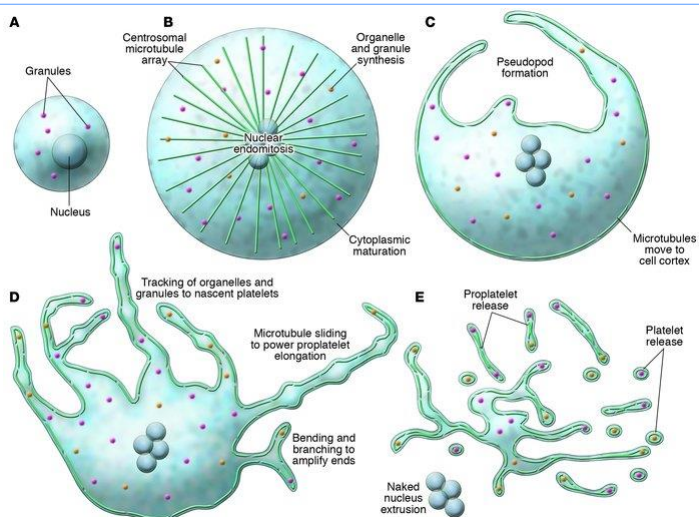 A
Granules
Nucleus
B
Centrosomal
microtubule
array
Organelle
and granule
synthesis
Nuclear
endomitosis
Cytoplasmic
maturation
C
Pseudopod
formation
Microtubules
move to
cell cortex
D
Tracking of organelles and
granules to nascent platelets
Microtubule sliding
to power proplatelet
elongation
Bending and
branching to
amplify ends
E
Proplatelet
release
Platelet
release
Naked
nucleus
extrusion